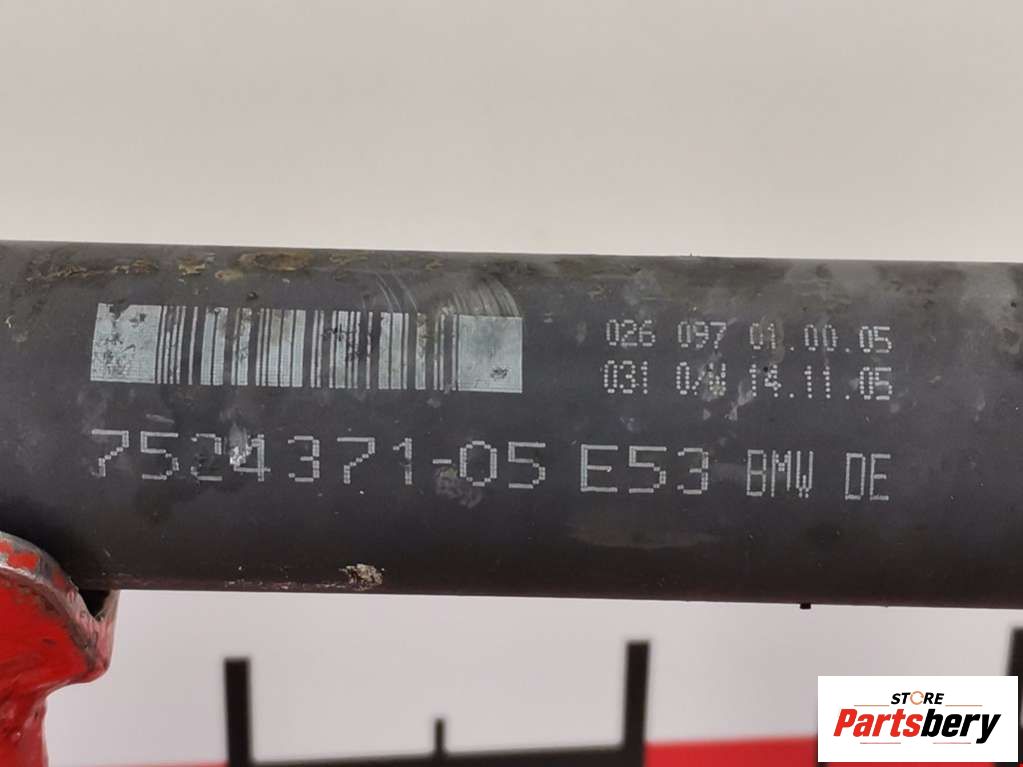 026 097 01.00.05
031 0/W 14.11.05
7524371-05 E53 BMW DE
STORE
Partsbery